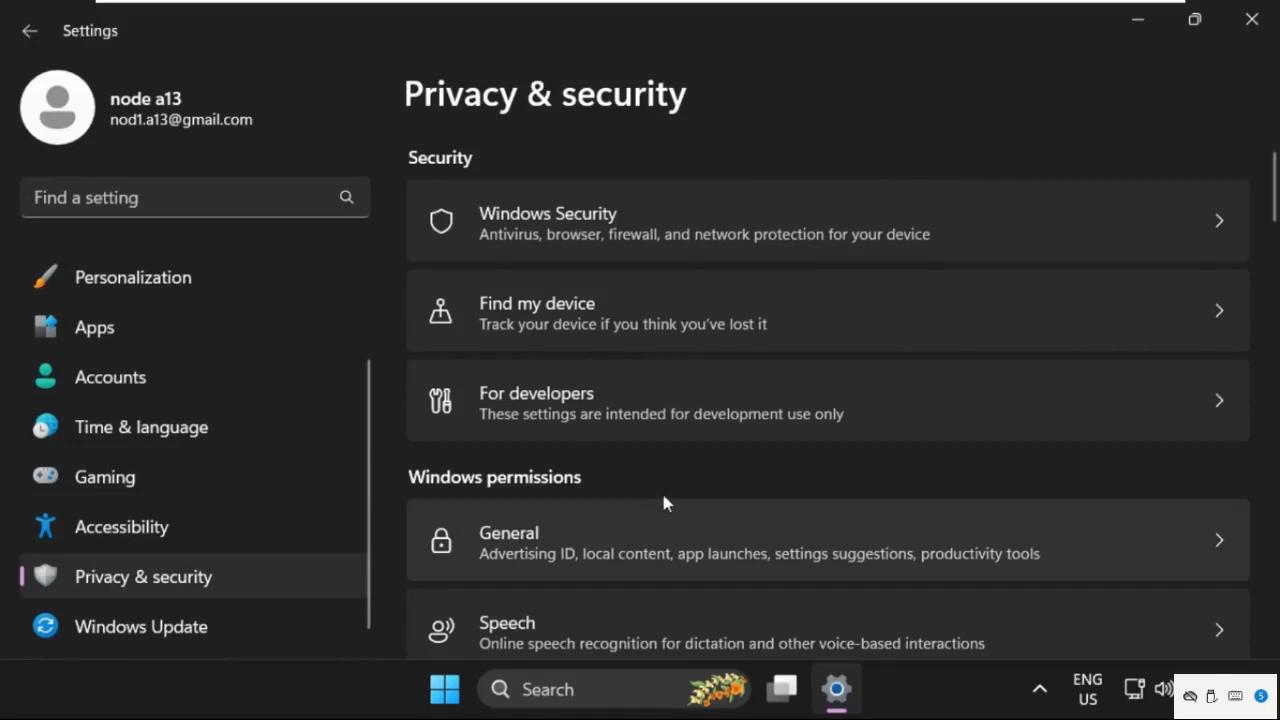 Settings
node a13
nod1.a13@gmail.com
Find a setting
Personalization
Apps
Accounts
Time & language
Gaming
Accessibility
Privacy & security
Windows Update
Privacy & security
Security
Windows Security
Antivirus, browser, firewall, and network protection for your device
Find my device
Track your device if you think you've lost it
For developers
These settings are intended for development use only
Windows permissions
General
Advertising ID, local content, app launches, settings suggestions, productivity tools
Speech
Online speech recognition for dictation and other voice-based interactions
Search
ENG
US
5